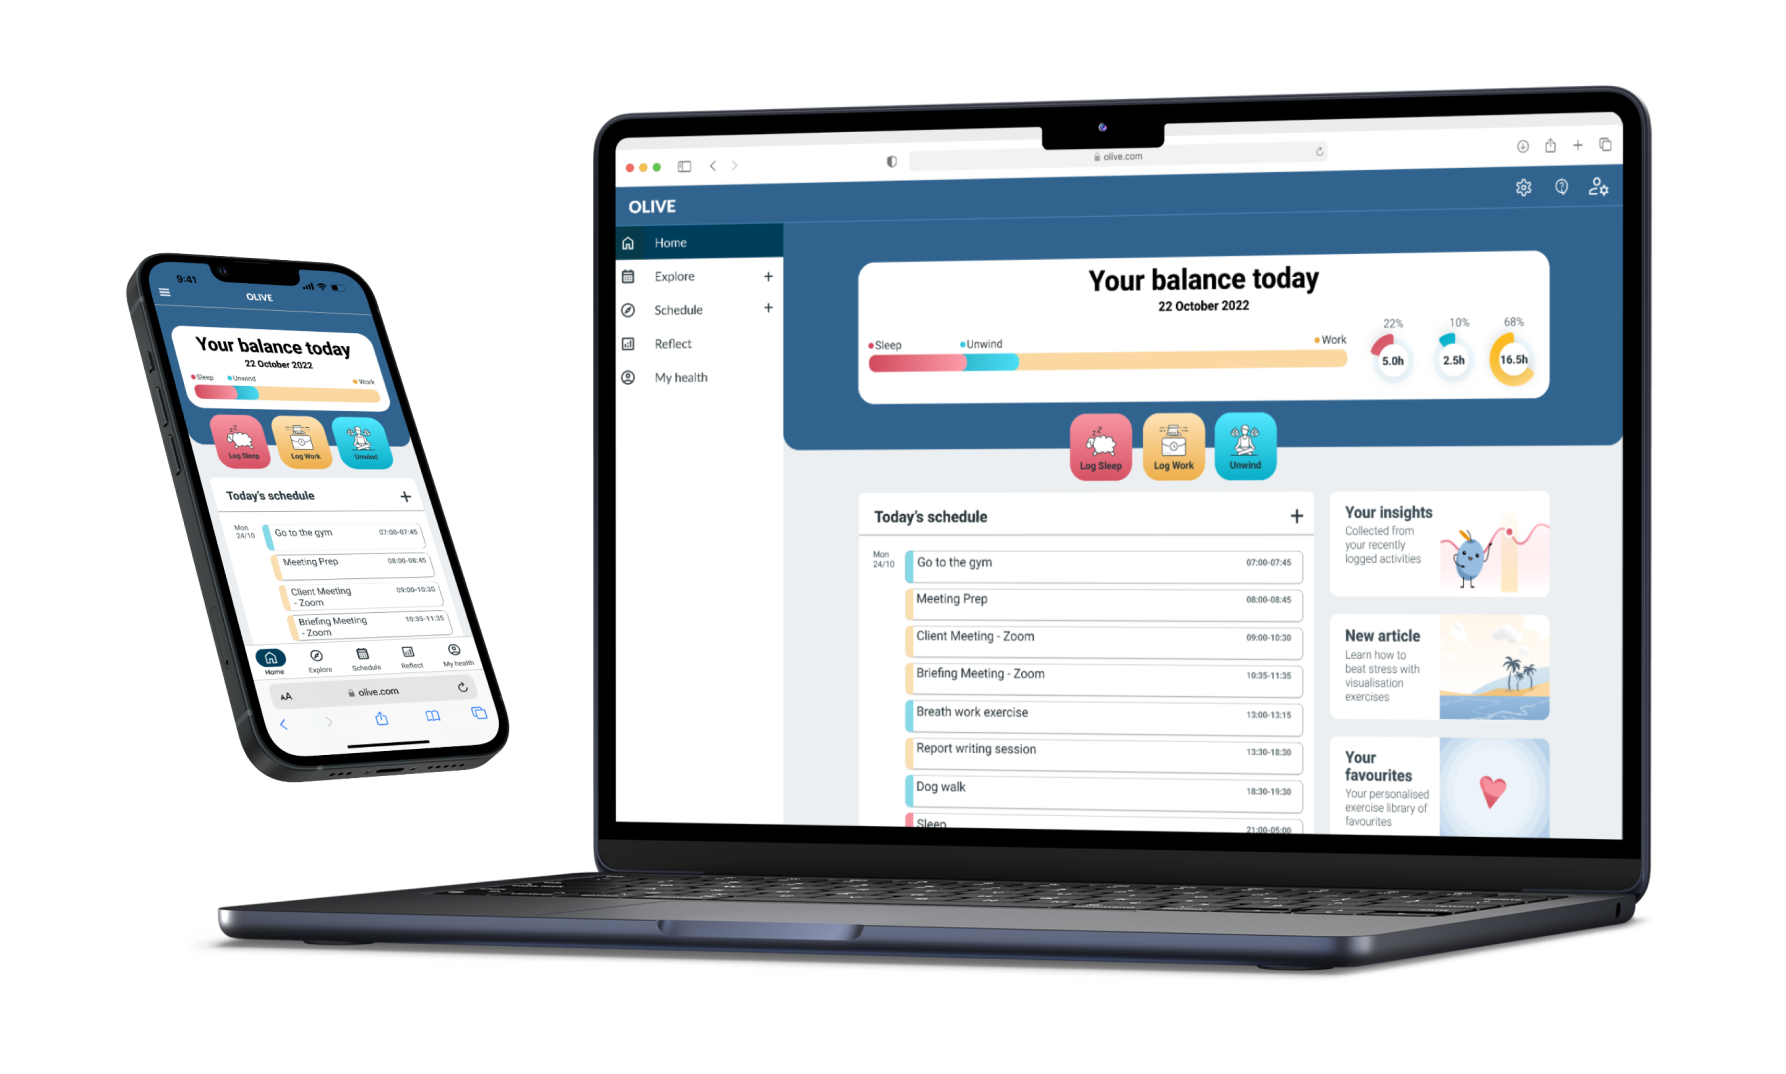 9:41
OLIVE
Your balance today
22 October 2022
Sleep
Unwind
Work
Log Sleep
Log Work
Unwind
Today's schedule
Mon
24/10
Go to the gym
07:00-07:45
Meeting Prep
08:00-08:45
Client Meeting
- Zoom
09:00-10:30
Briefing Meeting
- Zoom
10:35-11:35
Home
Explore
Schedule
Reflect
My health
AA
olive.com
olive.com
OLIVE
Home
Explore
Schedule
Reflect
My health
Your balance today
22 October 2022
Sleep
Unwind
Work
22%
5.0h
10%
2.5h
68%
16.5h
zz
Log Sleep
Log Work
Unwind
Today's schedule
Mon
24/10
Go to the gym
07:00-07:45
Meeting Prep
08:00-08:45
Client Meeting - Zoom
09:00-10:30
Briefing Meeting - Zoom
10:35-11:35
Breath work exercise
13:00-13:15
Report writing session
13:30-18:30
Dog walk
18:30-19:30
Sleep
21:00-05:00
Your insights
Collected from
your recently
logged activities
New article
Learn how to
beat stress with
visualisation
exercises
Your
favourites
Your personalised
exercise library of
favourites